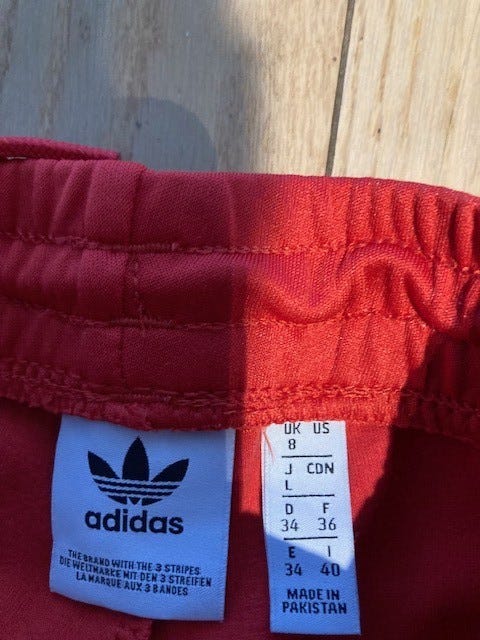 adidas
THE BRAND WITH THE 3 STRIPES
DIE WELTMARKE MIT DEN 3 STREIFEN
LA MARQUE AUX 3 BANDES
UK US
8
J CDN
L
D F
34 36
E I
34 40
MADE IN
PAKISTAN